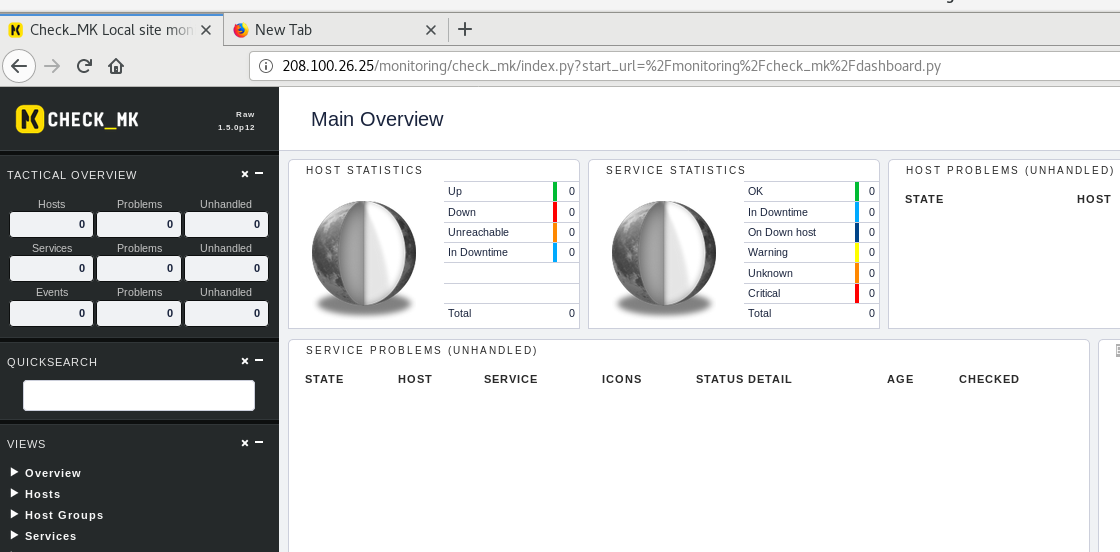 Check_MK Local site mon
New Tab
208.100.26.25/monitoring/check_mk/index.py?start_url=%2Fmonitoring%2Fcheck_mk%2Fdashboard.py
CHECK_MK
Raw
1.5.0p12
Main Overview
TACTICAL OVERVIEW
Hosts Problems Unhandled
0 0 0
Services Problems Unhandled
0 0 0
Events Problems Unhandled
0 0 0
QUICKSEARCH
VIEWS
Overview
Hosts
Host Groups
Services
HOST STATISTICS
Up 0
Down 0
Unreachable 0
In Downtime 0
Total 0
SERVICE STATISTICS
OK 0
In Downtime 0
On Down host 0
Warning 0
Unknown 0
Critical 0
Total 0
HOST PROBLEMS (UNHANDLED)
STATE HOST
SERVICE PROBLEMS (UNHANDLED)
STATE HOST SERVICE ICONS STATUS DETAIL AGE CHECKED